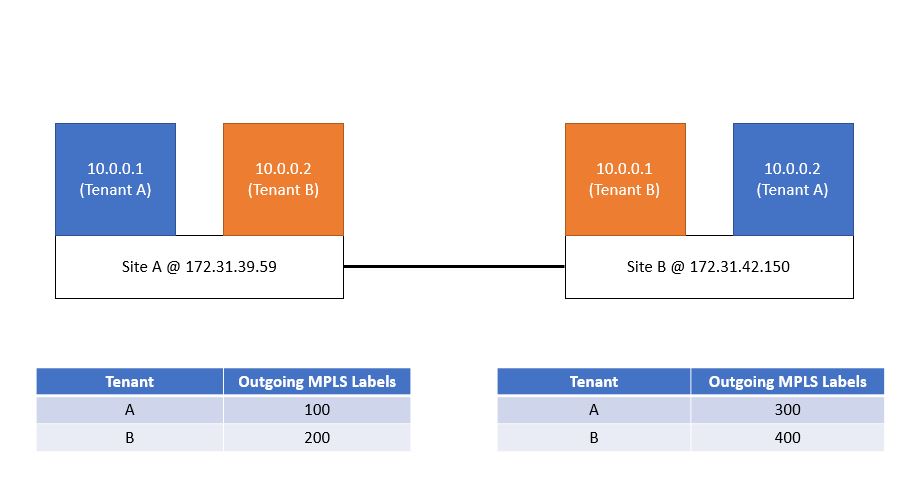 10.0.0.1
(Tenant A)
10.0.0.2
(Tenant B)
10.0.0.1
(Tenant B)
10.0.0.2
(Tenant A)
Site A @ 172.31.39.59
Site B @ 172.31.42.150
Tenant Outgoing MPLS Labels
A 100
B 200
Tenant Outgoing MPLS Labels
A 300
B 400